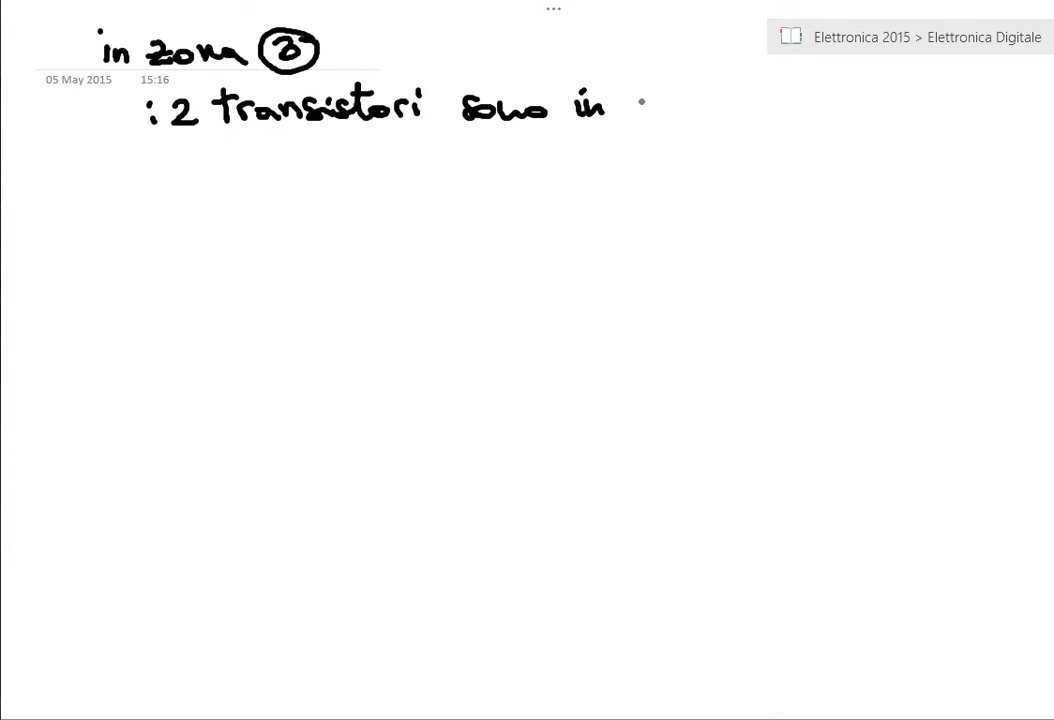 ...
Elettronica 2015 > Elettronica Digitale
in zona ③
05 May 2015 15:16
: 2 transistori sono in